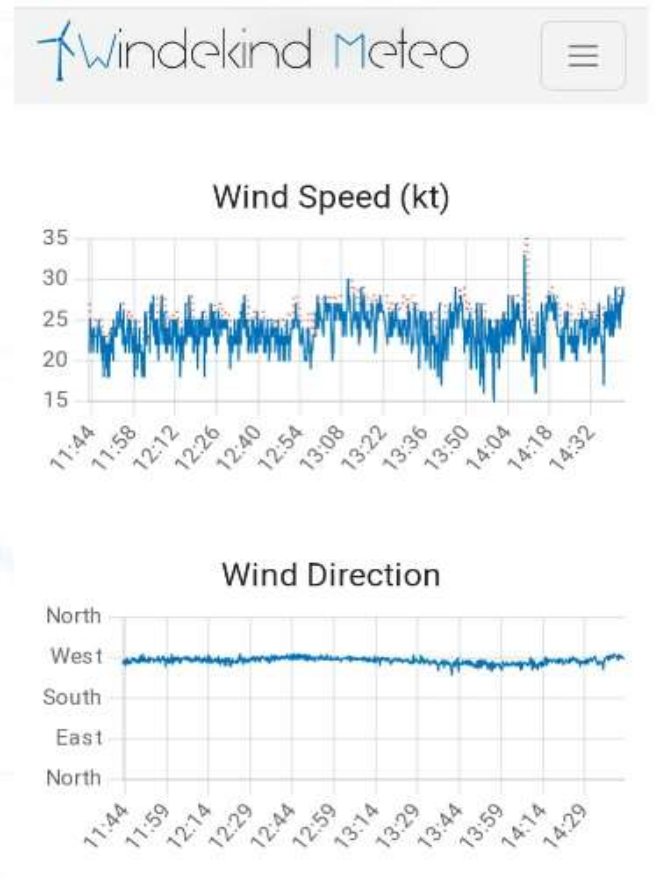 Windekind Meteo
Wind Speed (kt)
35
30
25
20
15
11:44 11:58 12:12 12:26 12:40 12:54 13:08 13:22 13:36 13:50 14:04 14:18 14:32
Wind Direction
North
West
South
East
North
11:44 11:59 12:14 12:29 12:44 12:59 13:14 13:29 13:44 13:59 14:14 14:29